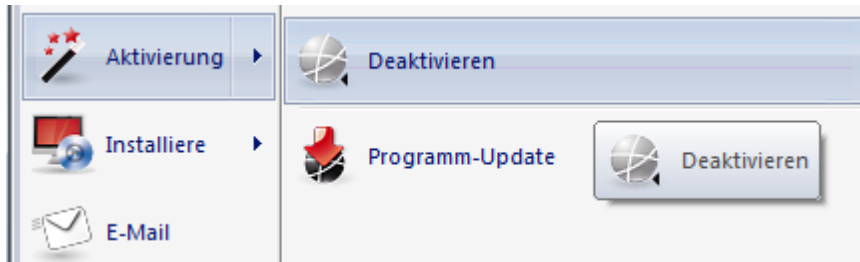 Aktivierung
Deaktivieren
Installiere
Programm-Update
Deaktivieren
E-Mail